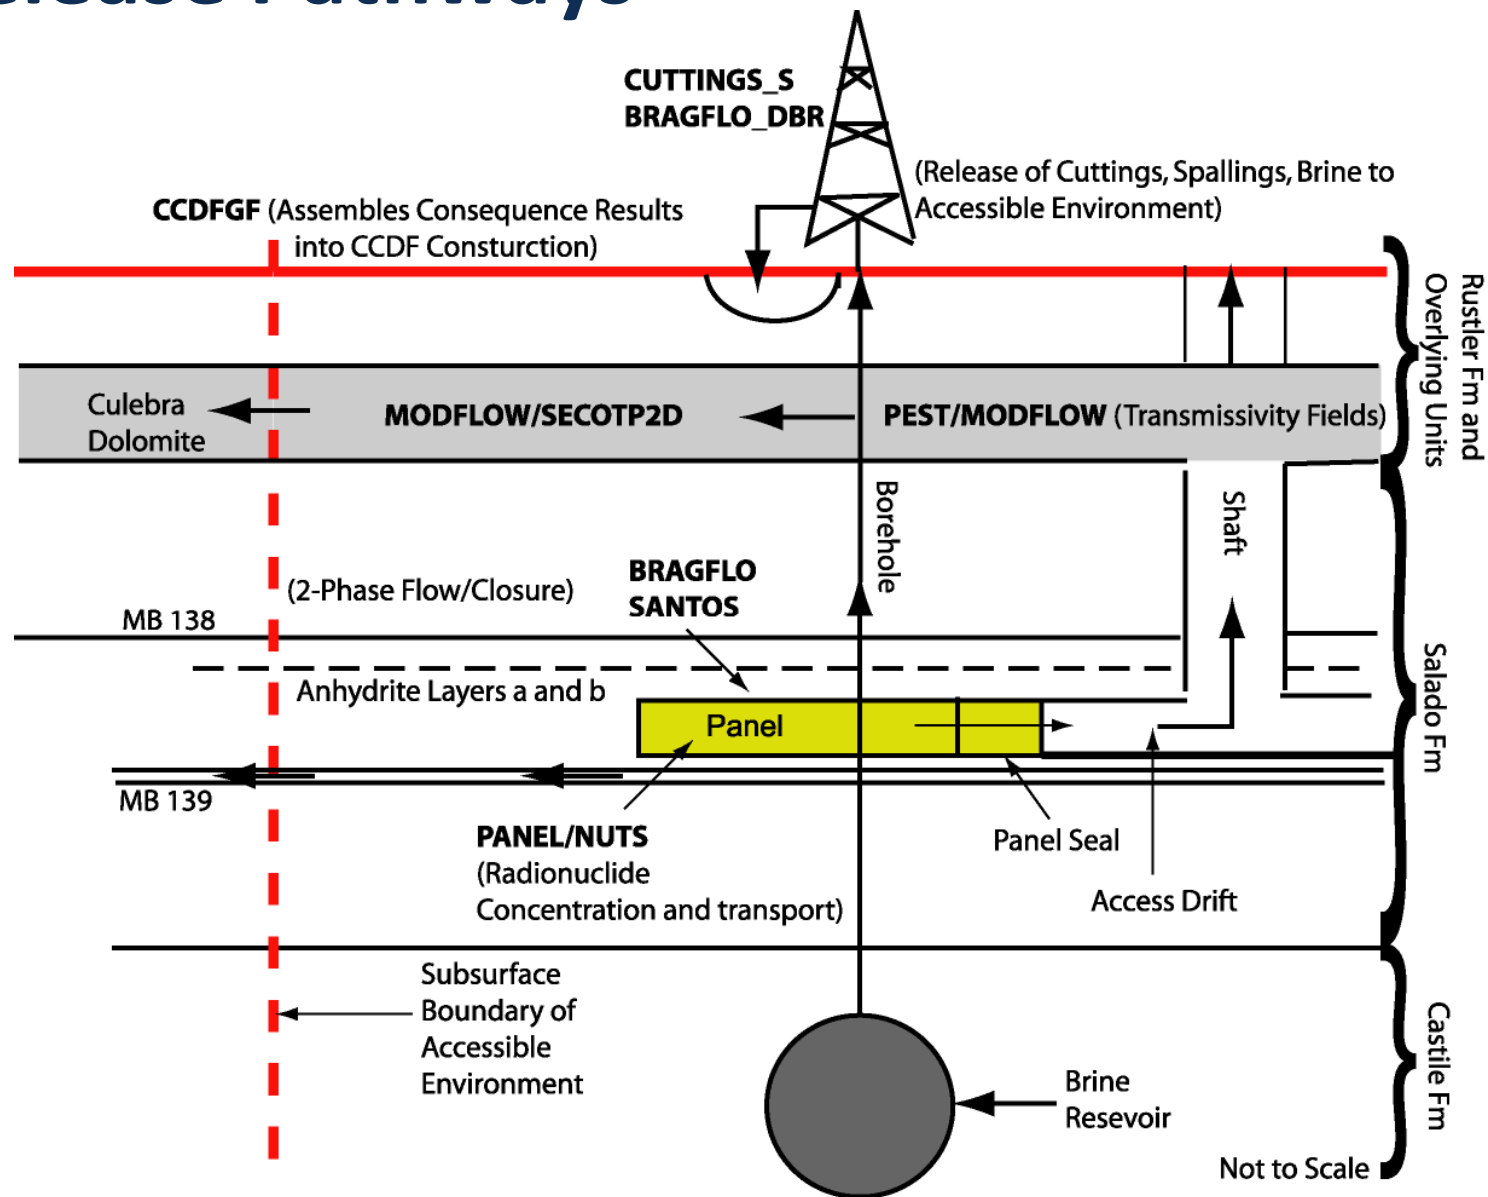 Release Pathways
CUTTINGS_S
BRAGFLO_DBR
(Release of Cuttings, Spallings, Brine to
Accessible Environment)
CCDFGF (Assembles Consequence Results
into CCDF Consturction)
Rustler Fm and
Overlying Units
Culebra
Dolomite
MODFLOW/SECOTP2D
PEST/MODFLOW (Transmissivity Fields)
Borehole
Shaft
(2-Phase Flow/Closure)
BRAGFLO
SANTOS
MB 138
Anhydrite Layers a and b
Panel
Salado Fm
MB 139
PANEL/NUTS
(Radionuclide
Concentration and transport)
Panel Seal
Access Drift
Subsurface
Boundary of
Accessible
Environment
Brine
Resevoir
Castile Fm
Not to Scale